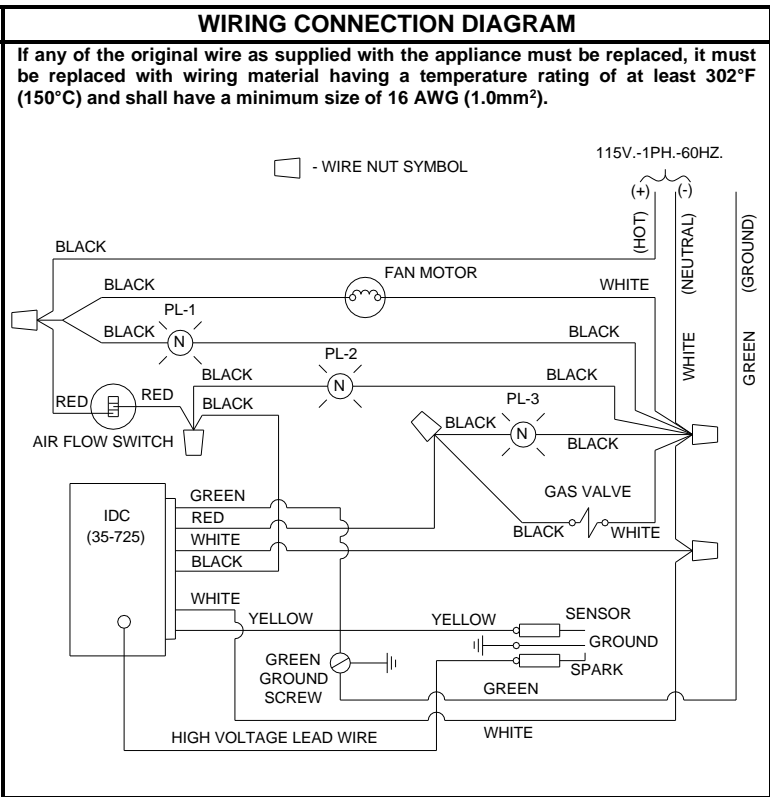 WIRING CONNECTION DIAGRAM
If any of the original wire as supplied with the appliance must be replaced, it must
be replaced with wiring material having a temperature rating of at least 302°F
(150°C) and shall have a minimum size of 16 AWG (1.0mm²).
115V.-1PH.-60HZ.
- WIRE NUT SYMBOL
(+) (-)
(HOT)
(NEUTRAL)
(GROUND)
BLACK
FAN MOTOR
BLACK
WHITE
PL-1
BLACK
BLACK
N
WHITE
GREEN
PL-2
BLACK
BLACK
N
RED
RED
BLACK
PL-3
BLACK
N
BLACK
AIR FLOW SWITCH
GAS VALVE
BLACK
WHITE
IDC
(35-725)
GREEN
RED
WHITE
BLACK
WHITE
YELLOW
YELLOW
SENSOR
GROUND
SPARK
GREEN
GROUND
SCREW
GREEN
WHITE
HIGH VOLTAGE LEAD WIRE